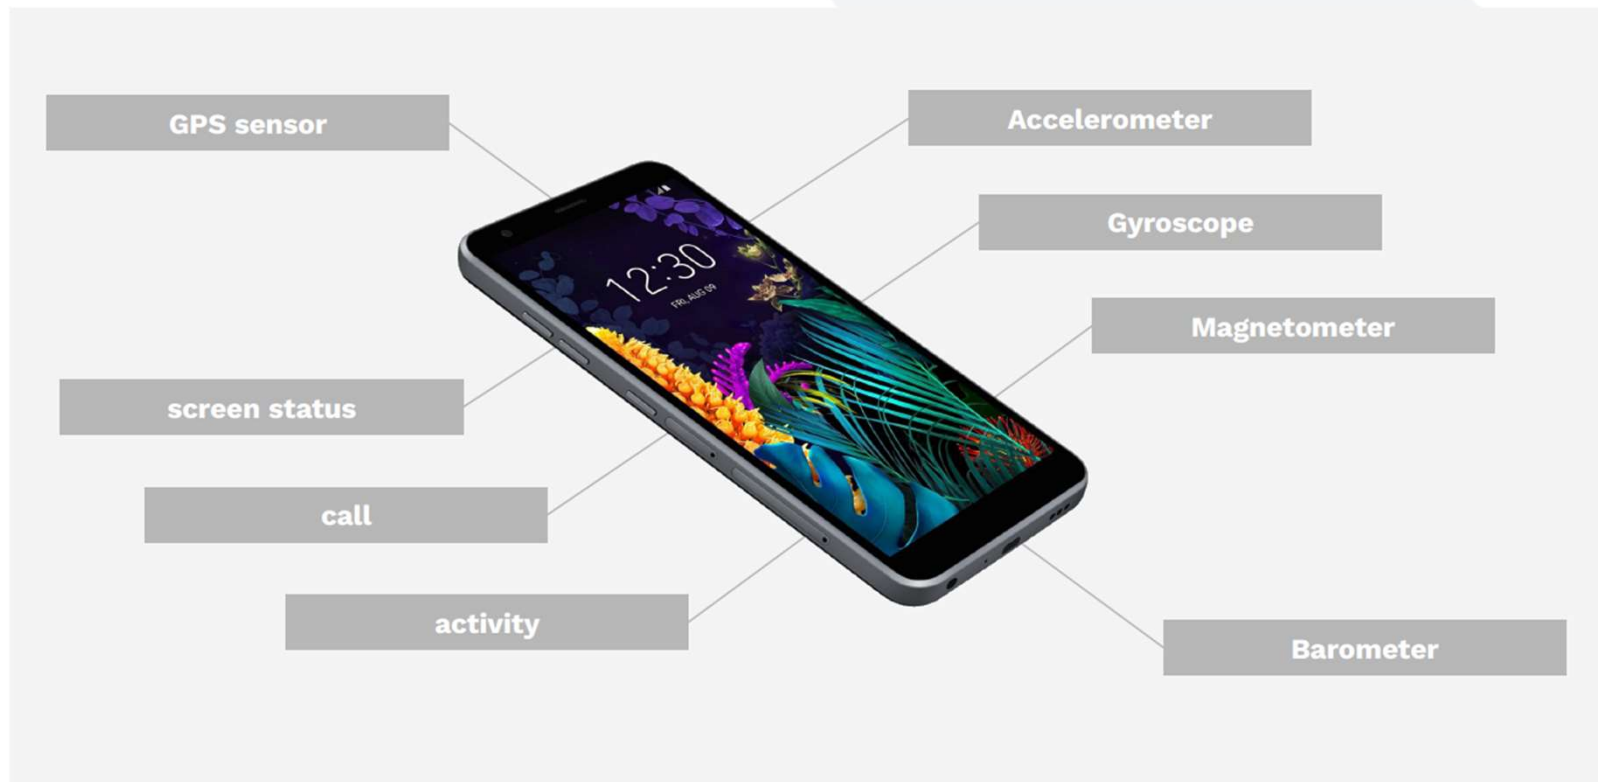 GPS sensor
Accelerometer
Gyroscope
12:30
FRI, AUG 09
Magnetometer
screen status
call
activity
Barometer